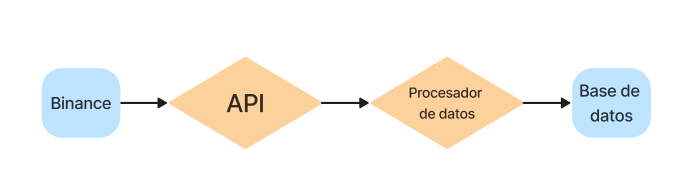 Binance
API
Procesador
de datos
Base de
datos